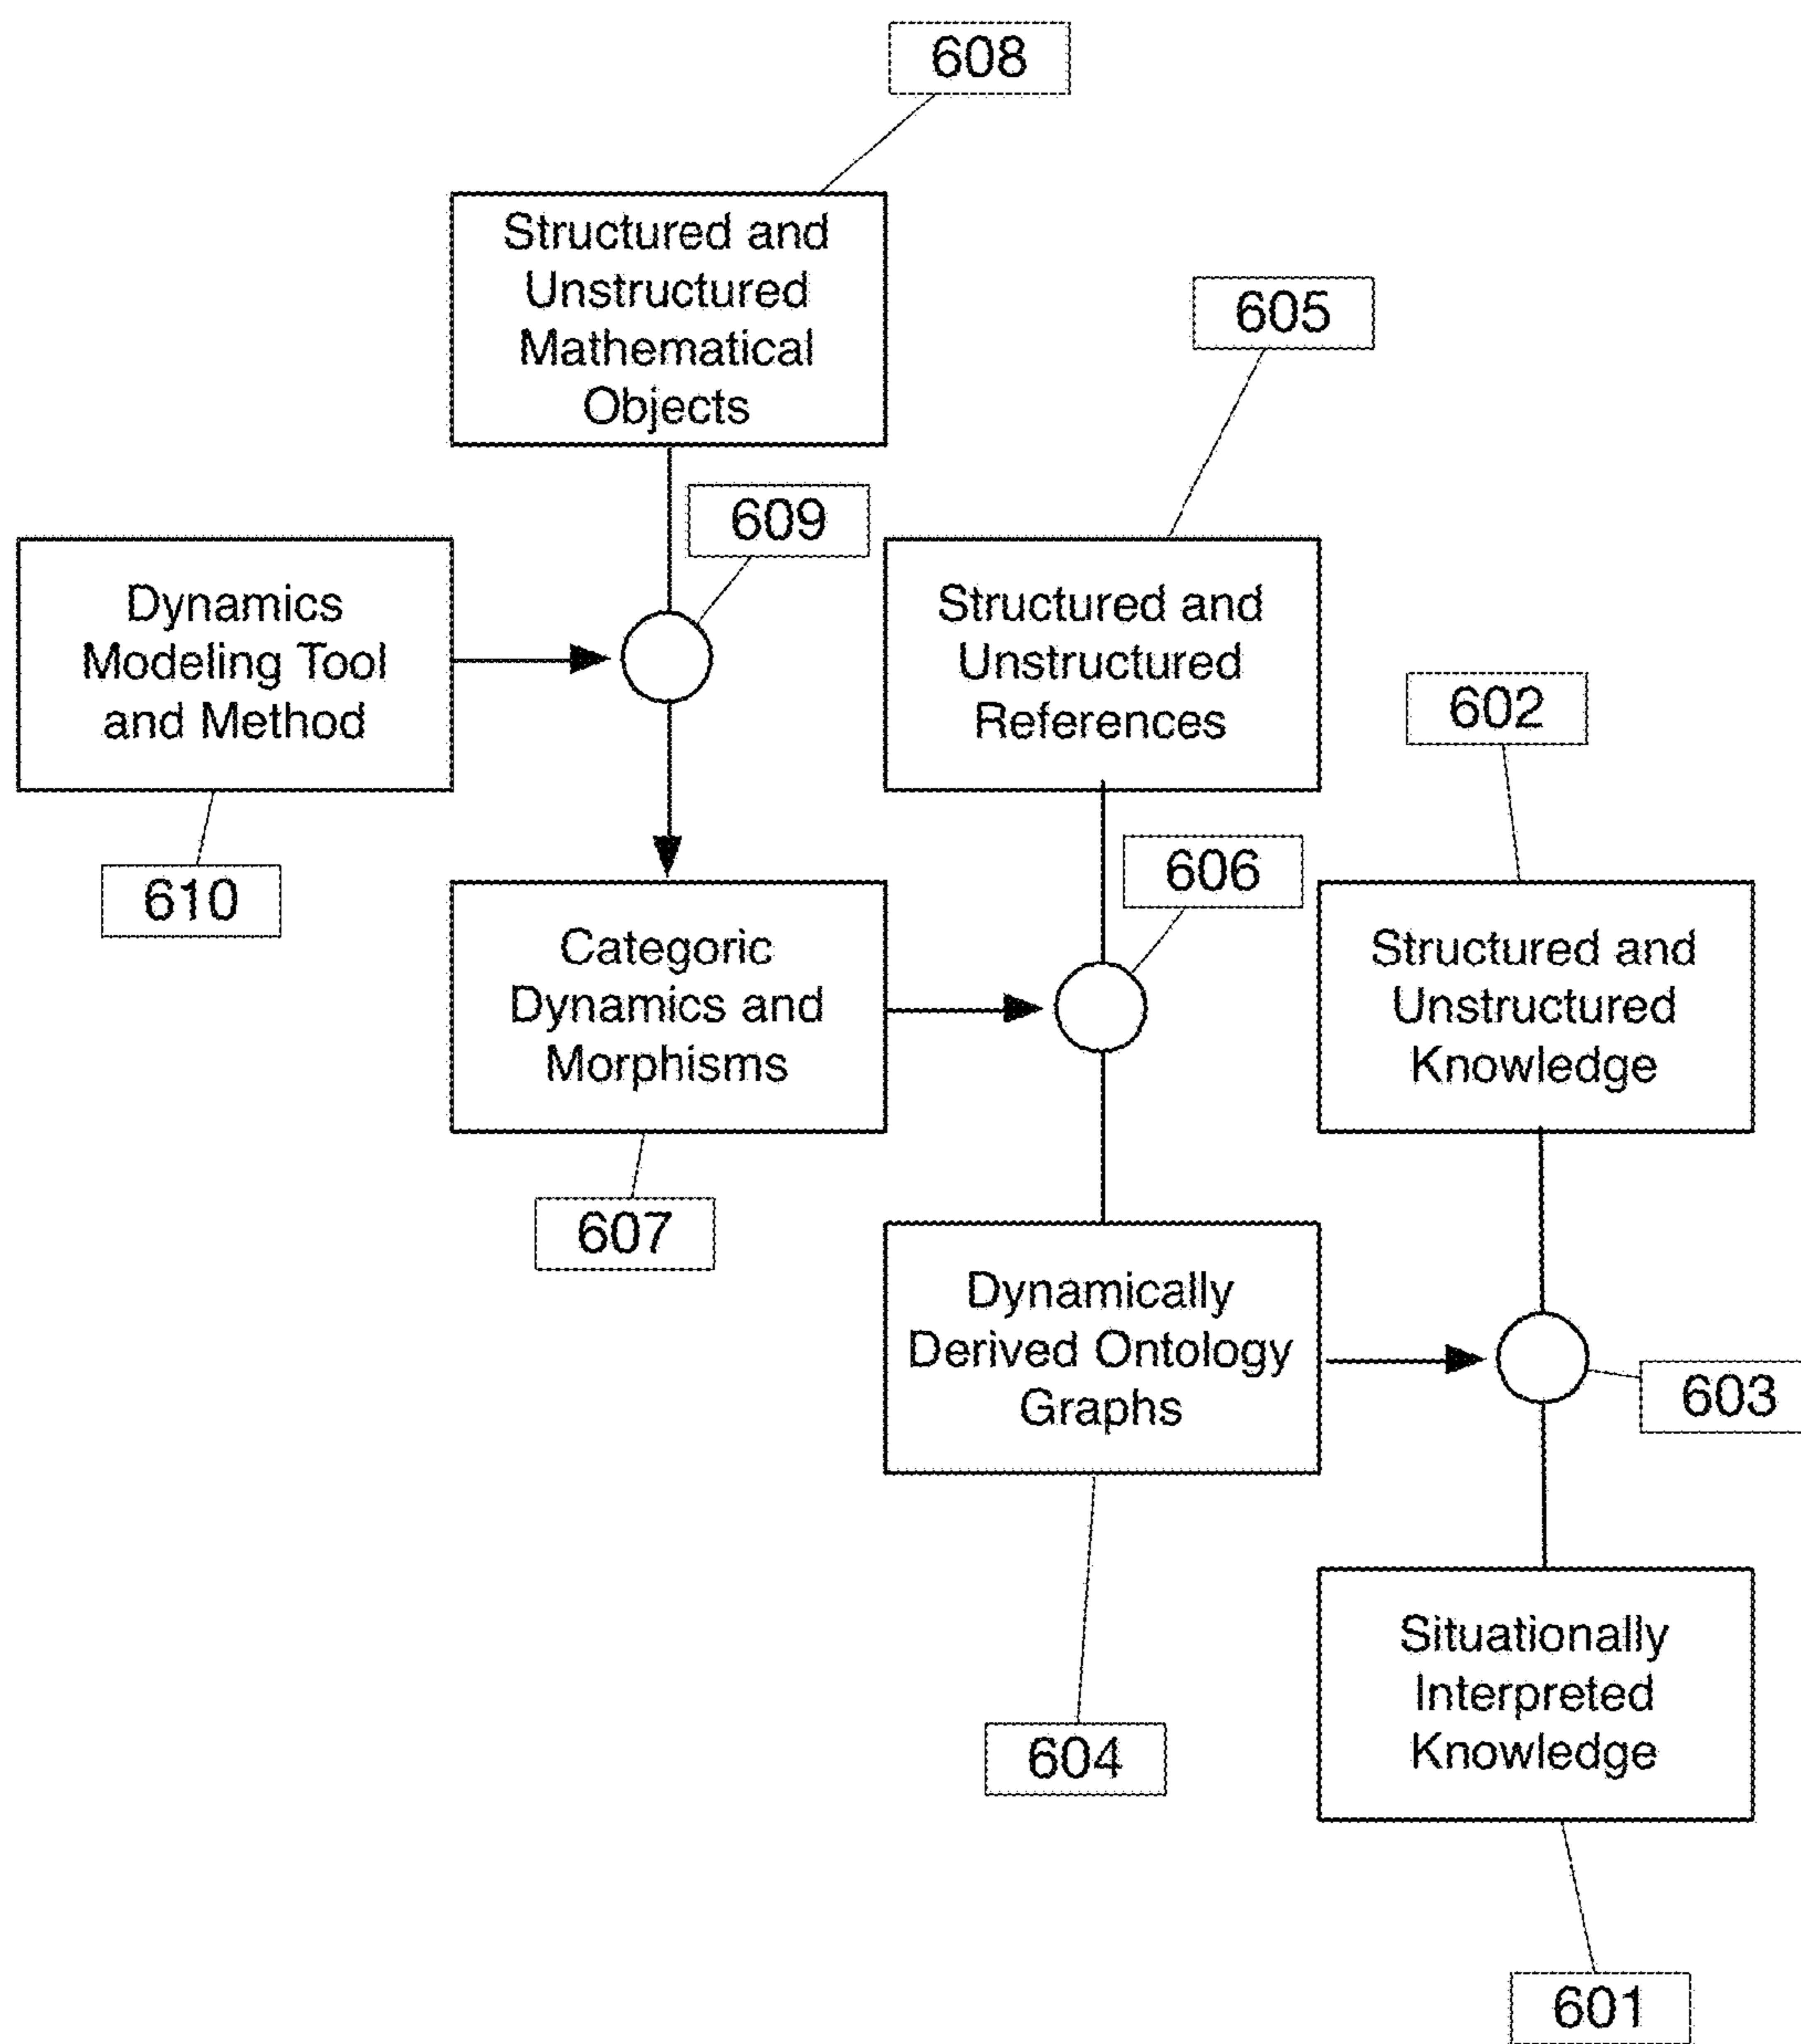 608
Structured and
Unstructured
Mathematical
Objects
605
609
Dynamics
Modeling Tool
and Method
Structured and
Unstructured
References
602
610
606
Categoric
Dynamics and
Morphisms
Structured and
Unstructured
Knowledge
607
Dynamically
Derived Ontology
Graphs
603
Situationally
Interpreted
Knowledge
604
601